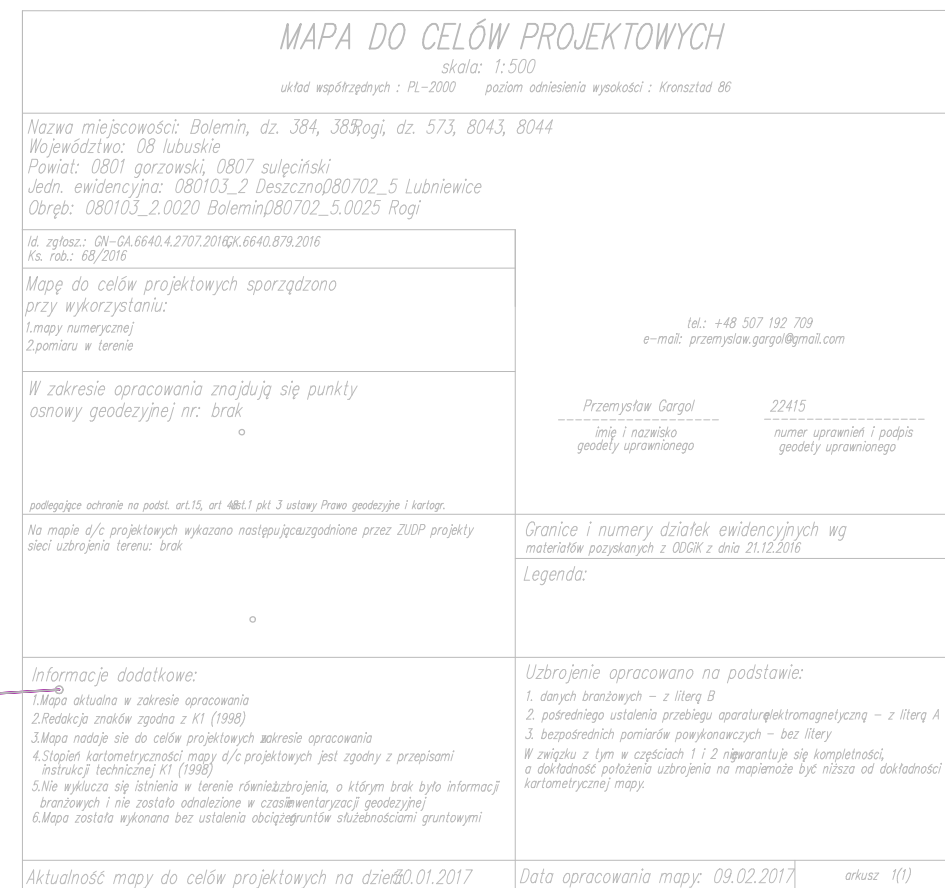 MAPA DO CELÓW PROJEKTOWYCH
skala: 1:500
układ współrzędnych : PL-2000 poziom odniesienia wysokości : Kronsztad 86
Nazwa miejscowości: Bolemin, dz. 384, 385, Rogi, dz. 573, 8043, 8044
Województwo: 08 lubuskie
Powiat: 0801 gorzowski, 0807 sulęciński
Jedn. ewidencyjna: 080103_2 Deszczno, 080702_5 Lubniewice
Obręb: 080103_2.0020 Bolemin, 080702_5.0025 Rogi
Id. zgłosz.: GN-GA.6640.4.2707.2016, GK.6640.879.2016
Ks. rob.: 68/2016
Mapę do celów projektowych sporządzono
przy wykorzystaniu:
1.mapy numerycznej
2.pomiaru w terenie
tel.: +48 507 192 709
e-mail: przemyslaw.gargol@gmail.com
W zakresie opracowania znajdują się punkty
osnowy geodezyjnej nr: brak
Przemysław Gargol 22415
imię i nazwisko numer uprawnień i podpis
geodety uprawnionego geodety uprawnionego
podlegające ochronie na podst. art.15, art 48 ust.1 pkt 3 ustawy Prawo geodezyjne i kartogr.
Na mapie d/c projektowych wykazano następujące uzgodnione przez ZUDP projekty
sieci uzbrojenia terenu: brak
Granice i numery działek ewidencyjnych wg
materiałów pozyskanych z ODGiK z dnia 21.12.2016
Legenda:
Informacje dodatkowe:
1.Mapa aktualna w zakresie opracowania
2.Redakcja znaków zgodna z K1 (1998)
3.Mapa nadaje sie do celów projektowych w zakresie opracowania
4.Stopień kartometryczności mapy d/c projektowych jest zgodny z przepisami
instrukcji technicznej K1 (1998)
5.Nie wyklucza się istnienia w terenie również uzbrojenia, o którym brak było informacji
branżowych i nie zostało odnalezione w czasie inwentaryzacji geodezyjnej
6.Mapa została wykonana bez ustalenia obciążeń gruntów służebnościami gruntowymi
Uzbrojenie opracowano na podstawie:
1. danych branżowych – z literą B
2. pośredniego ustalenia przebiegu aparaturą elektromagnetyczną – z literą A
3. bezpośrednich pomiarów powykonawczych – bez litery
W związku z tym w częściach 1 i 2 nie gwarantuje się kompletności,
a dokładność położenia uzbrojenia na mapie może być niższa od dokładności
kartometrycznej mapy.
Aktualność mapy do celów projektowych na dzień: 30.01.2017
Data opracowania mapy: 09.02.2017 arkusz 1(1)